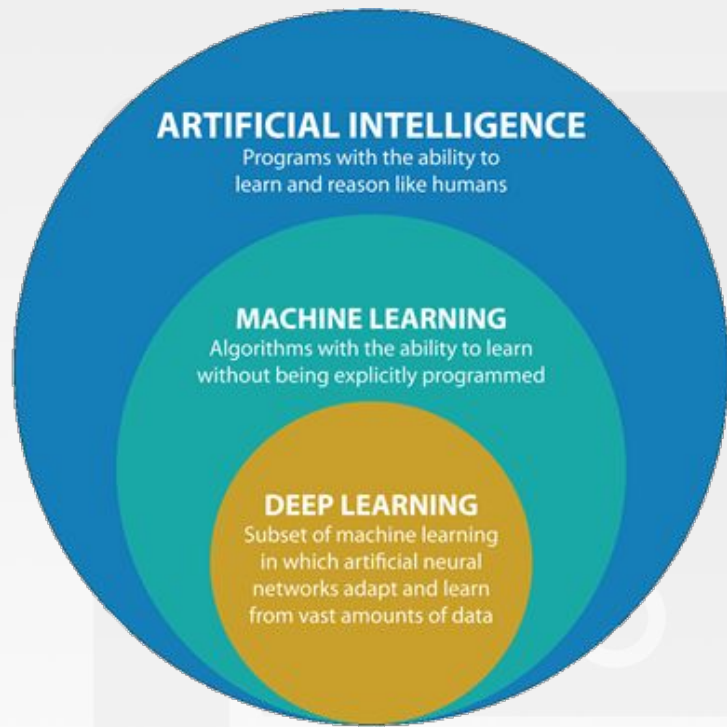 ARTIFICIAL INTELLIGENCE
Programs with the ability to
learn and reason like humans
MACHINE LEARNING
Algorithms with the ability to learn
without being explicitly programmed
DEEP LEARNING
Subset of machine learning
in which artificial neural
networks adapt and learn
from vast amounts of data